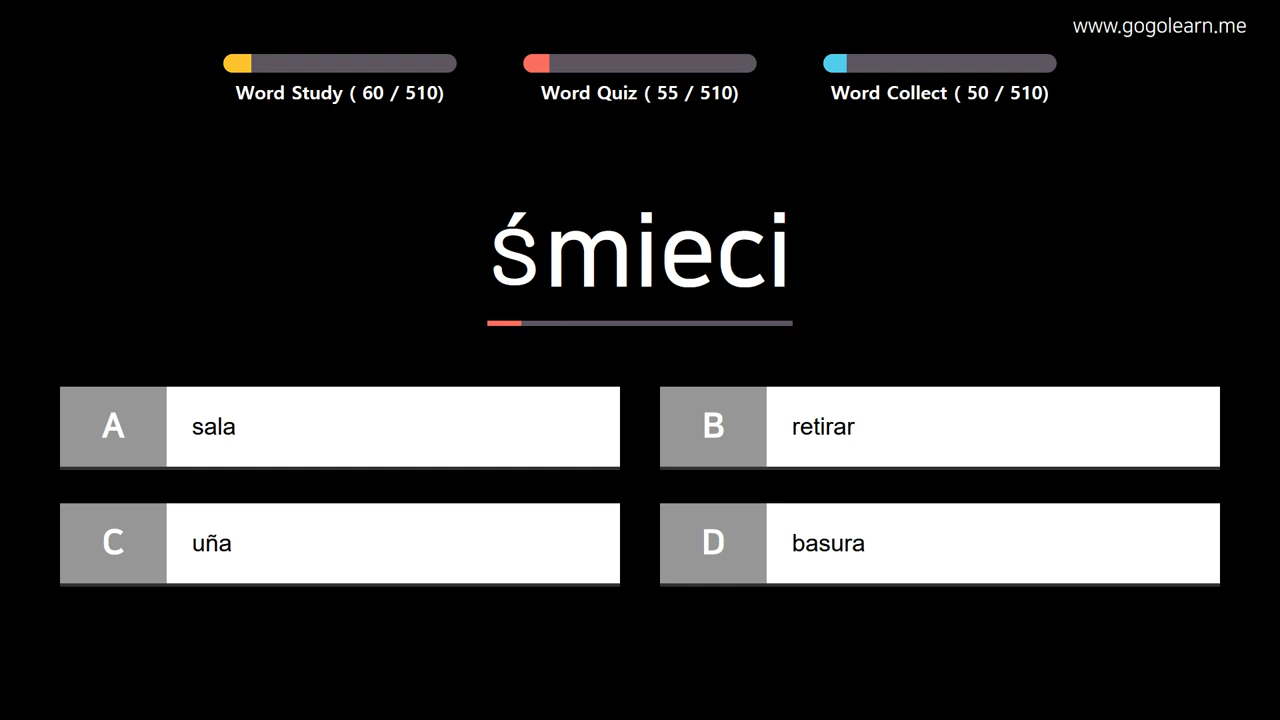 www.gogolearn.me
Word Study ( 60 / 510)
Word Quiz ( 55 / 510)
Word Collect ( 50 / 510)
śmieci
A sala
B retirar
C uña
D basura